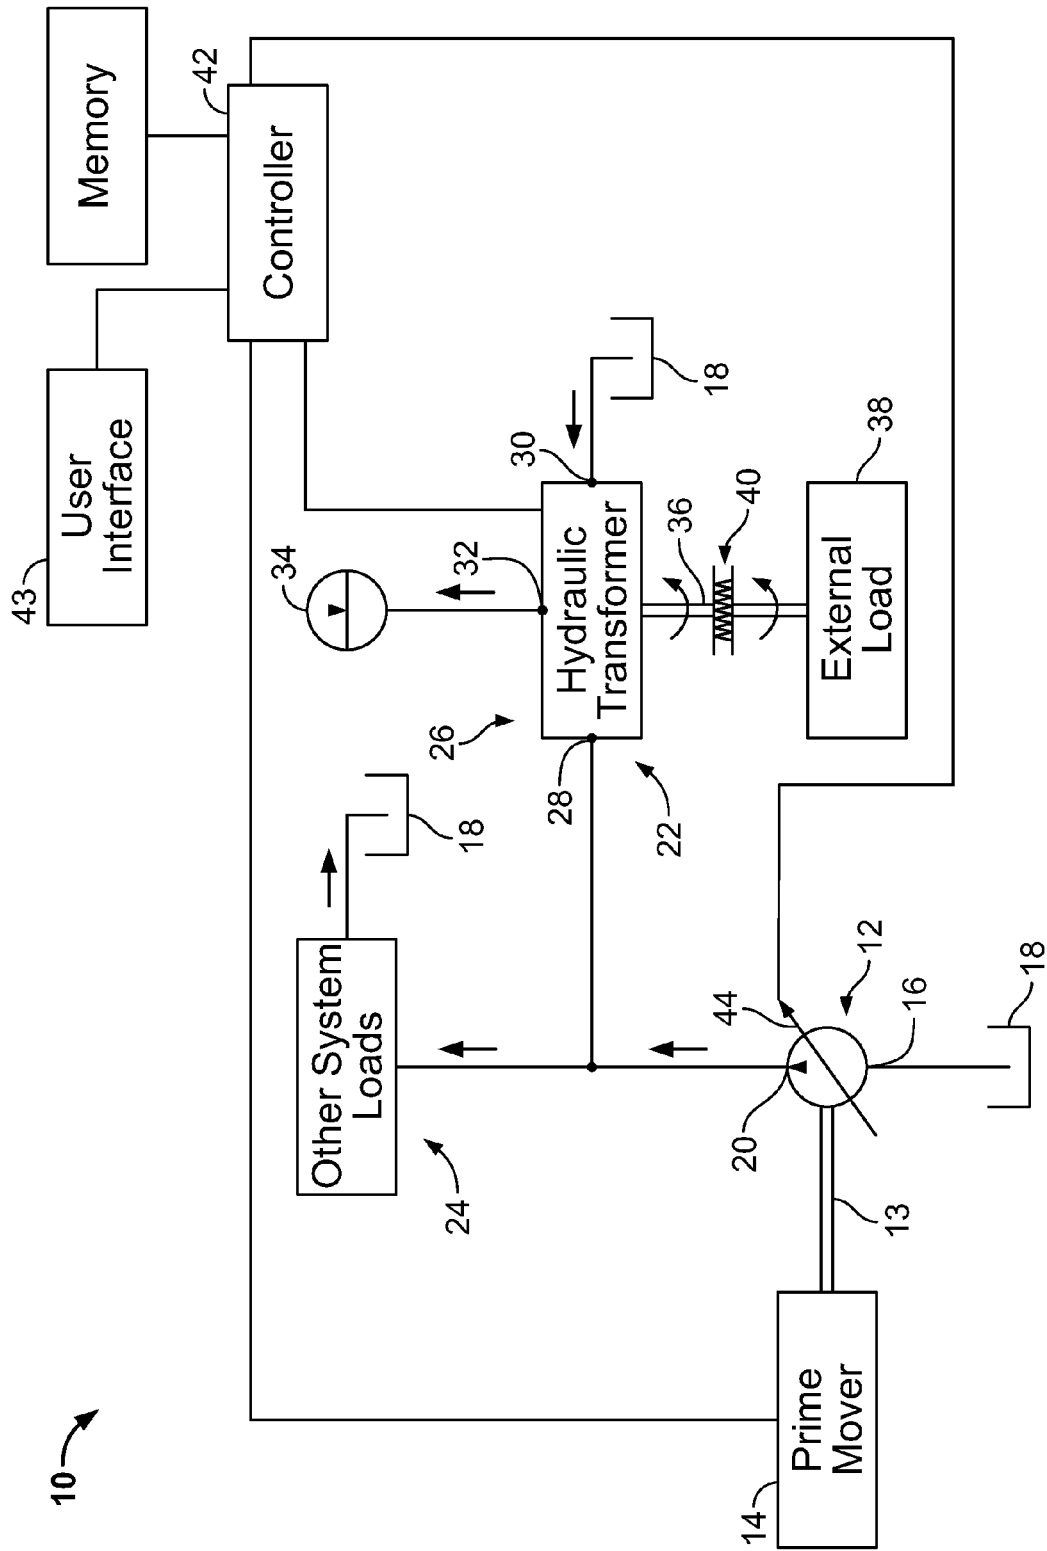 10
14
Prime
Mover
13
20
44
12
16
18
24
Other System
Loads
18
26
28
22
34
32
30
Hydraulic
Transformer
36
40
External
Load
38
18
43
User
Interface
Memory
42
Controller